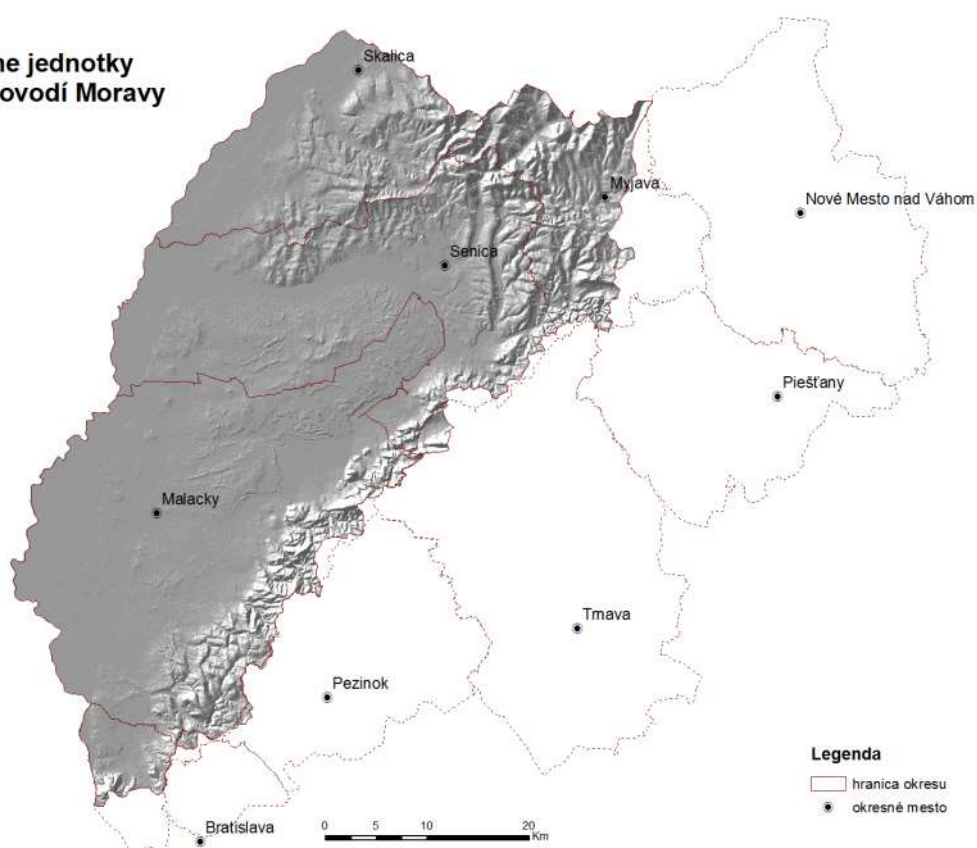 ne jednotky
ovodí Moravy
Skalica
Myjava
Nové Mesto nad Váhom
Senica
Piešťany
Malacky
Trnava
Pezinok
Legenda
hranica okresu
okresné mesto
Bratislava
0 5 10 20
Km